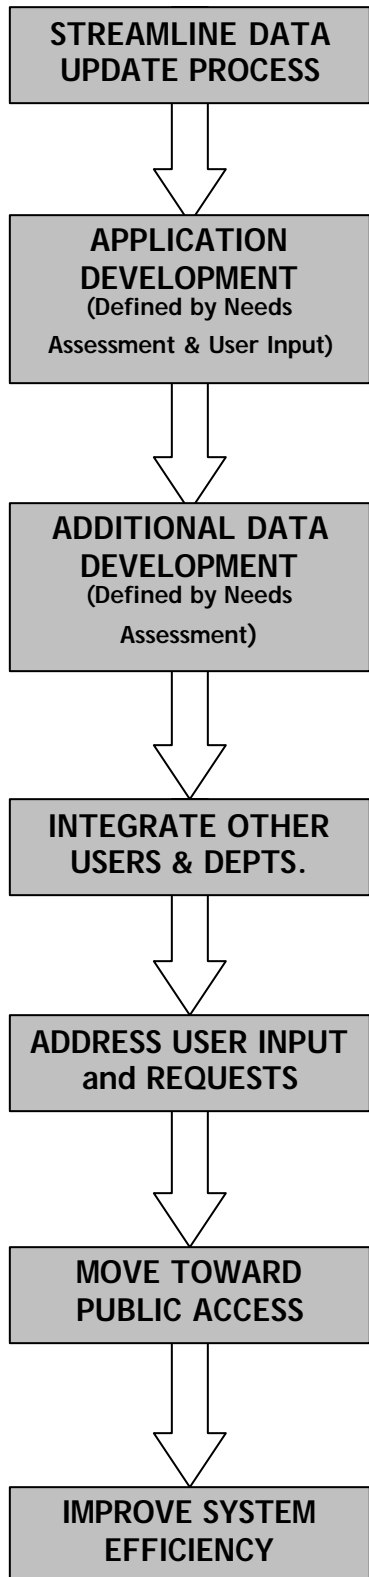 STREAMLINE DATA
UPDATE PROCESS
APPLICATION
DEVELOPMENT
(Defined by Needs
Assessment & User Input)
ADDITIONAL DATA
DEVELOPMENT
(Defined by Needs
Assessment)
INTEGRATE OTHER
USERS & DEPTS.
ADDRESS USER INPUT
and REQUESTS
MOVE TOWARD
PUBLIC ACCESS
IMPROVE SYSTEM
EFFICIENCY